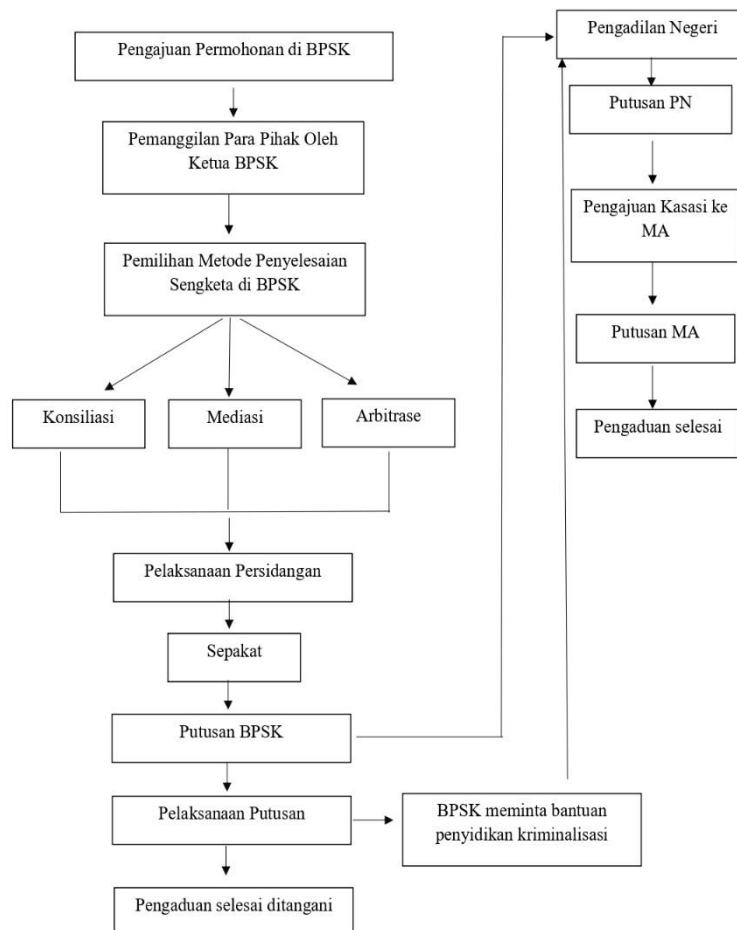 Pengajuan Permohonan di BPSK
Pemanggilan Para Pihak Oleh
Ketua BPSK
Pemilihan Metode Penyelesaian
Sengketa di BPSK
Konsiliasi
Mediasi
Arbitrase
Pelaksanaan Persidangan
Sepakat
Putusan BPSK
Pelaksanaan Putusan
BPSK meminta bantuan
penyidikan kriminalisasi
Pengaduan selesai ditangani
Pengadilan Negeri
Putusan PN
Pengajuan Kasasi ke
MA
Putusan MA
Pengaduan selesai